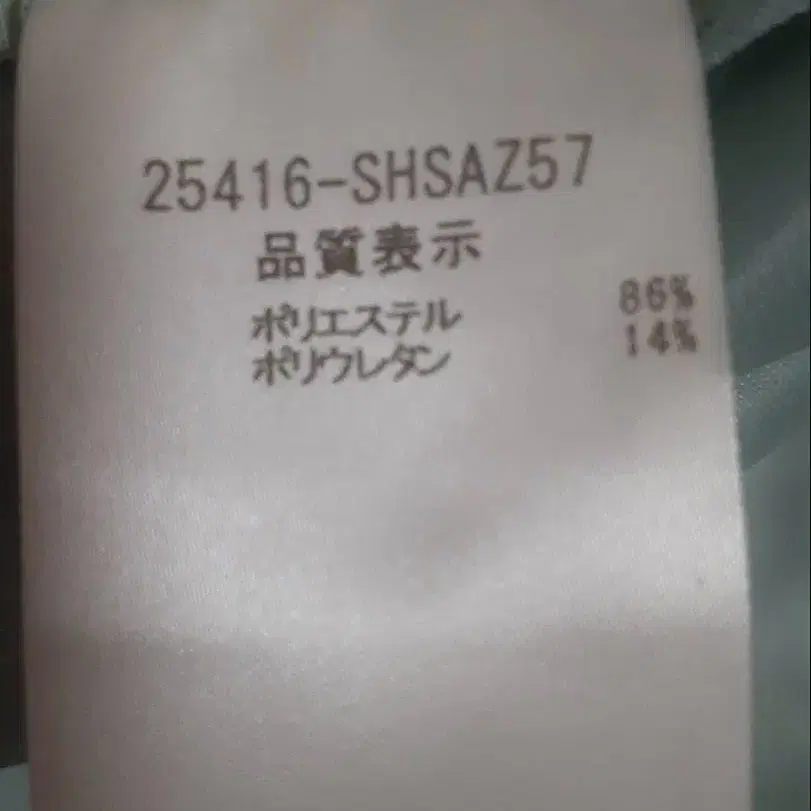 25416-SHSAZ57
品質表示
ポリエステル 86%
ポリウレタン 14%